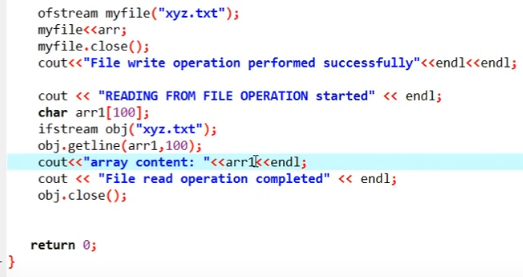 ofstream myfile("xyz.txt");
myfile<<arr;
myfile.close();
cout<<"File write operation performed successfully"<<endl<<endl;
cout << "READING FROM FILE OPERATION started" << endl;
char arr1[100];
ifstream obj("xyz.txt");
obj.getline(arr1,100);
cout<<"array content: "<<arr1<<endl;
cout << "File read operation completed" << endl;
obj.close();
return 0;
}